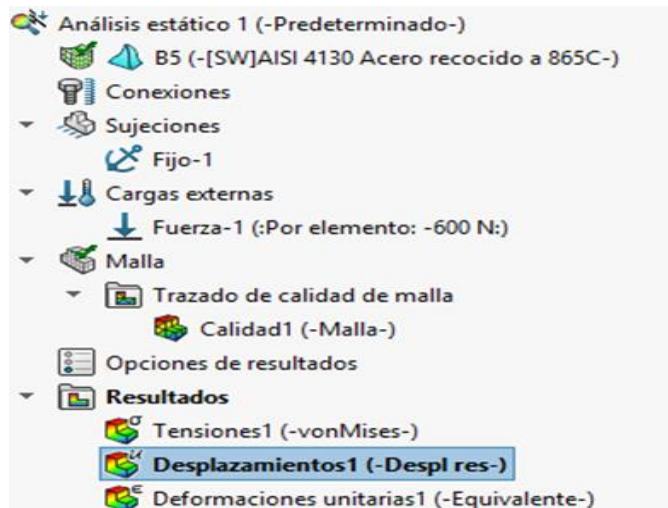 Análisis estático 1 (-Predeterminado-)
B5 (-[SW]AISI 4130 Acero recocido a 865C-)
Conexiones
Sujeciones
Fijo-1
Cargas externas
Fuerza-1 (:Por elemento: -600 N:)
Malla
Trazado de calidad de malla
Calidad1 (-Malla-)
Opciones de resultados
Resultados
Tensiones1 (-vonMises-)
Desplazamientos1 (-Despl res-)
Deformaciones unitarias1 (-Equivalente-)